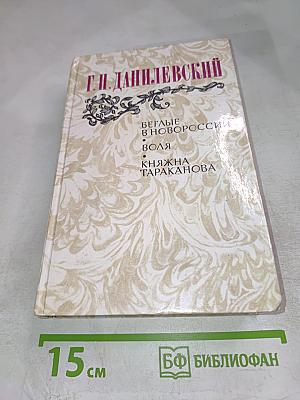 Г.П. ДАНИЛЕВСКИЙ
БЕГЛЫЕ
В НОВОРОССИИ
•
ВОЛЯ
•
КНЯЖНА
ТАРАКАНОВА
15 см
БФ БИБЛИОФАН